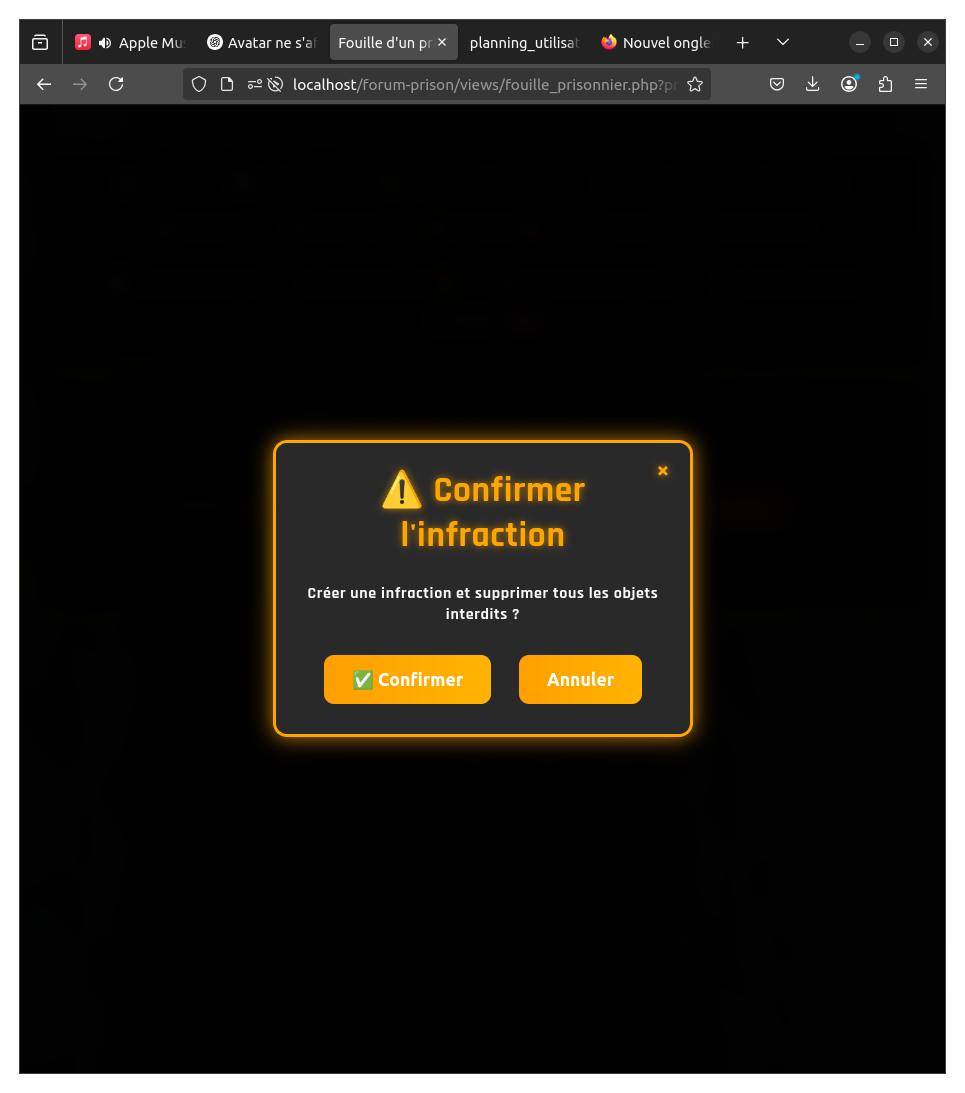 Apple Mus
Avatar ne s'af
Fouille d'un pr
planning_utilisat
Nouvel ongle
localhost/forum-prison/views/fouille_prisonnier.php?pr
⚠️ Confirmer
l'infraction
×
Créer une infraction et supprimer tous les objets
interdits ?
✅ Confirmer
Annuler